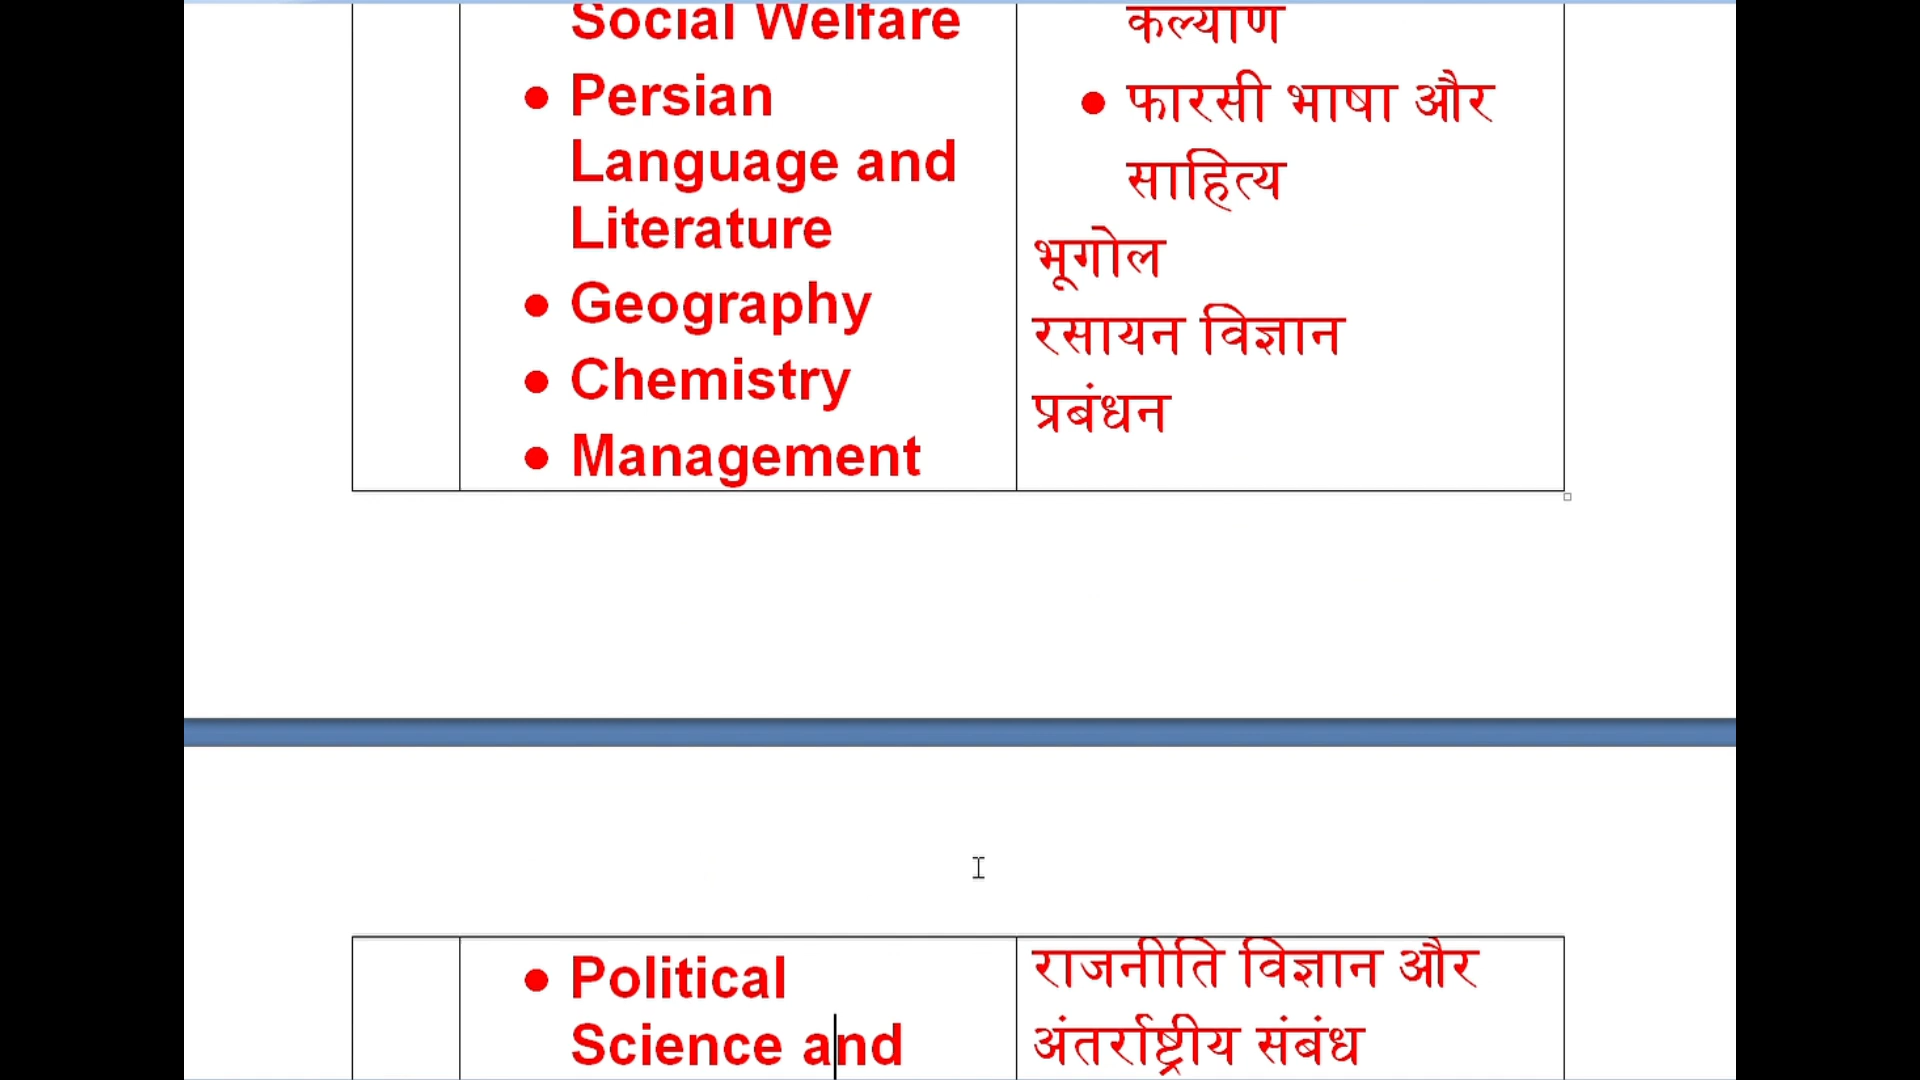 Social Welfare
• Persian
Language and
Literature
• Geography
• Chemistry
• Management
कल्याण
• फारसी भाषा और
साहित्य
भूगोल
रसायन विज्ञान
प्रबंधन
• Political
Science and
राजनीति विज्ञान और
अंतर्राष्ट्रीय संबंध